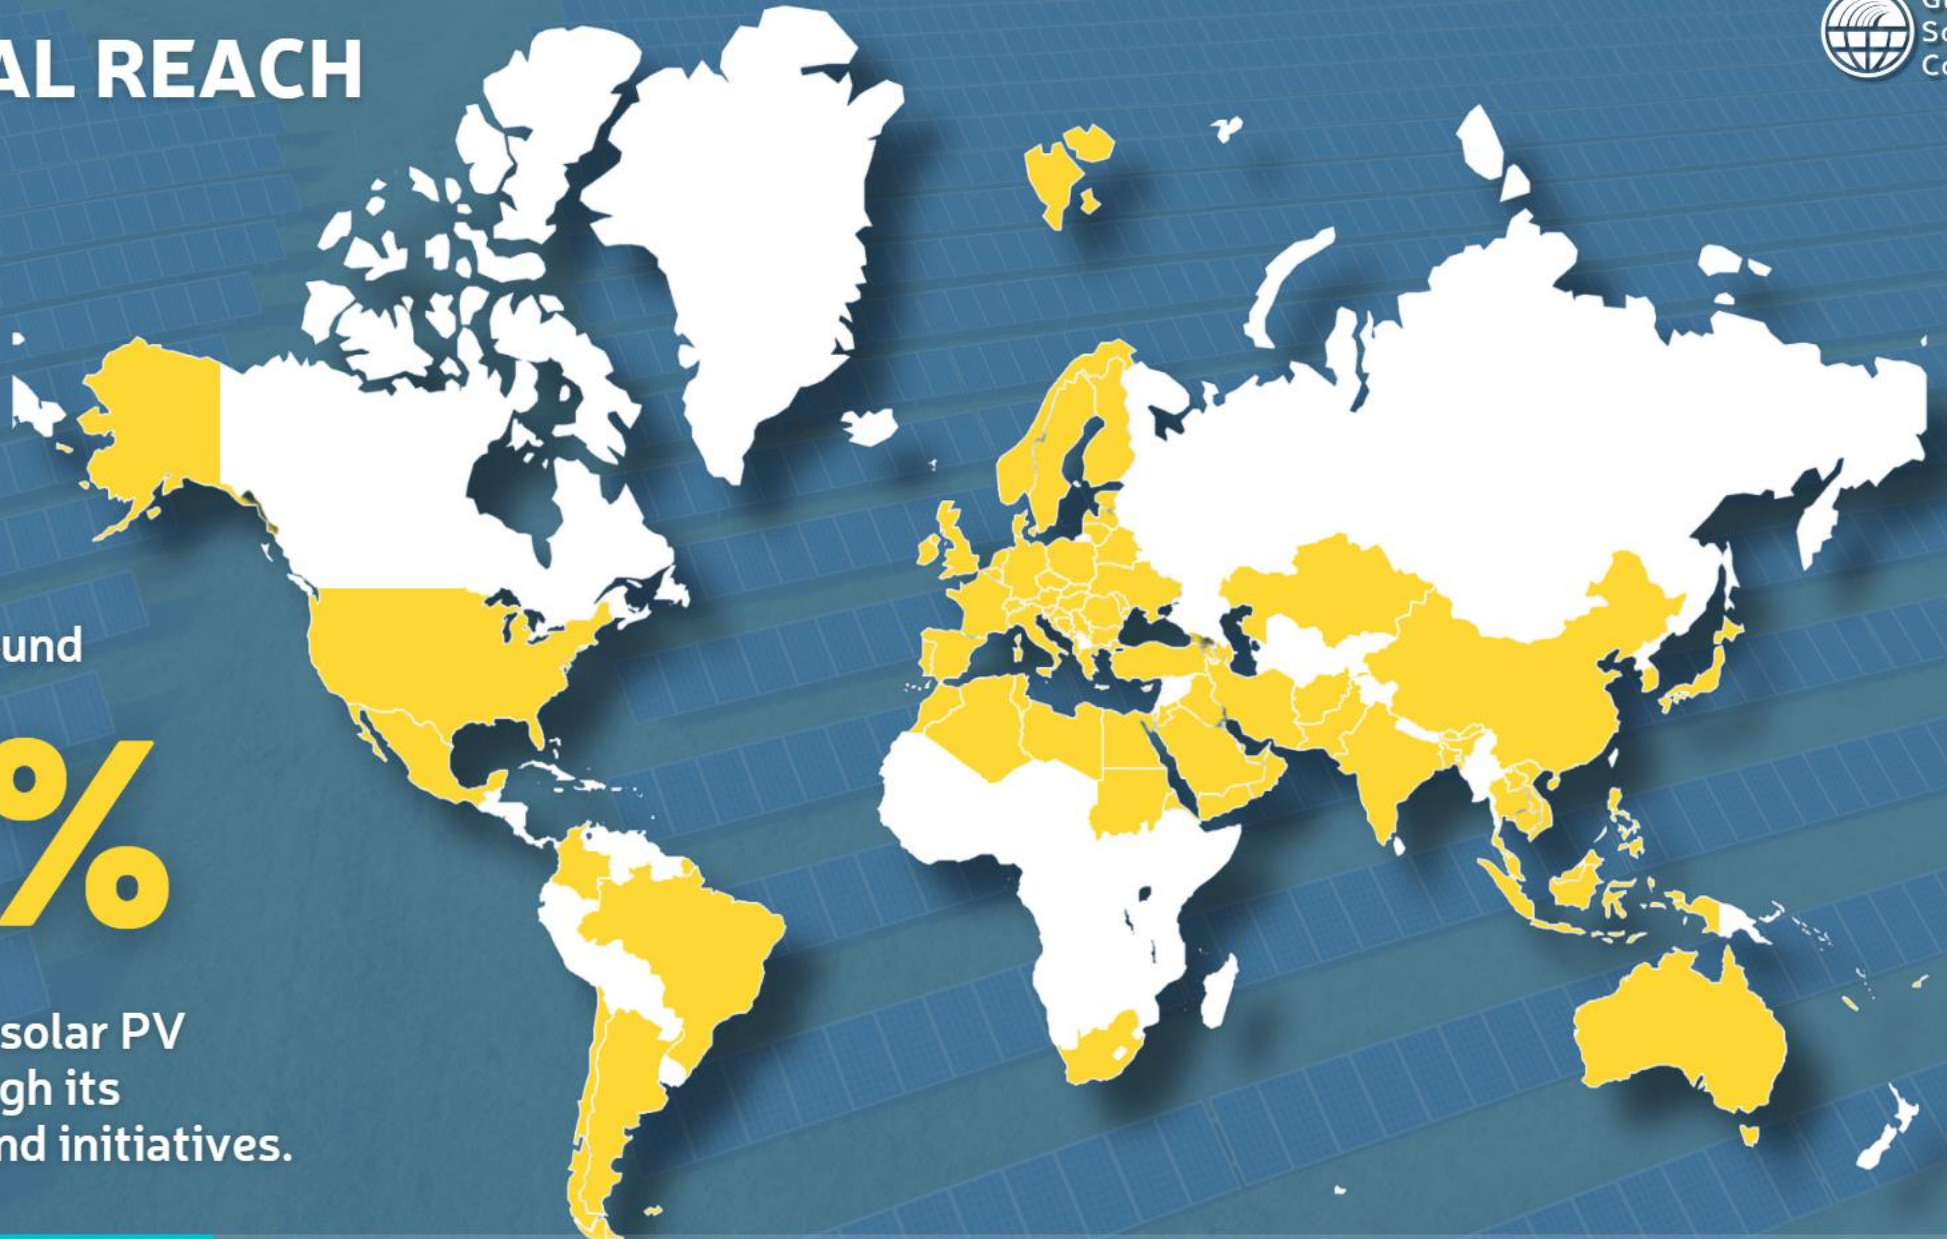 AL REACH
und
%
solar PV
gh its
nd initiatives.